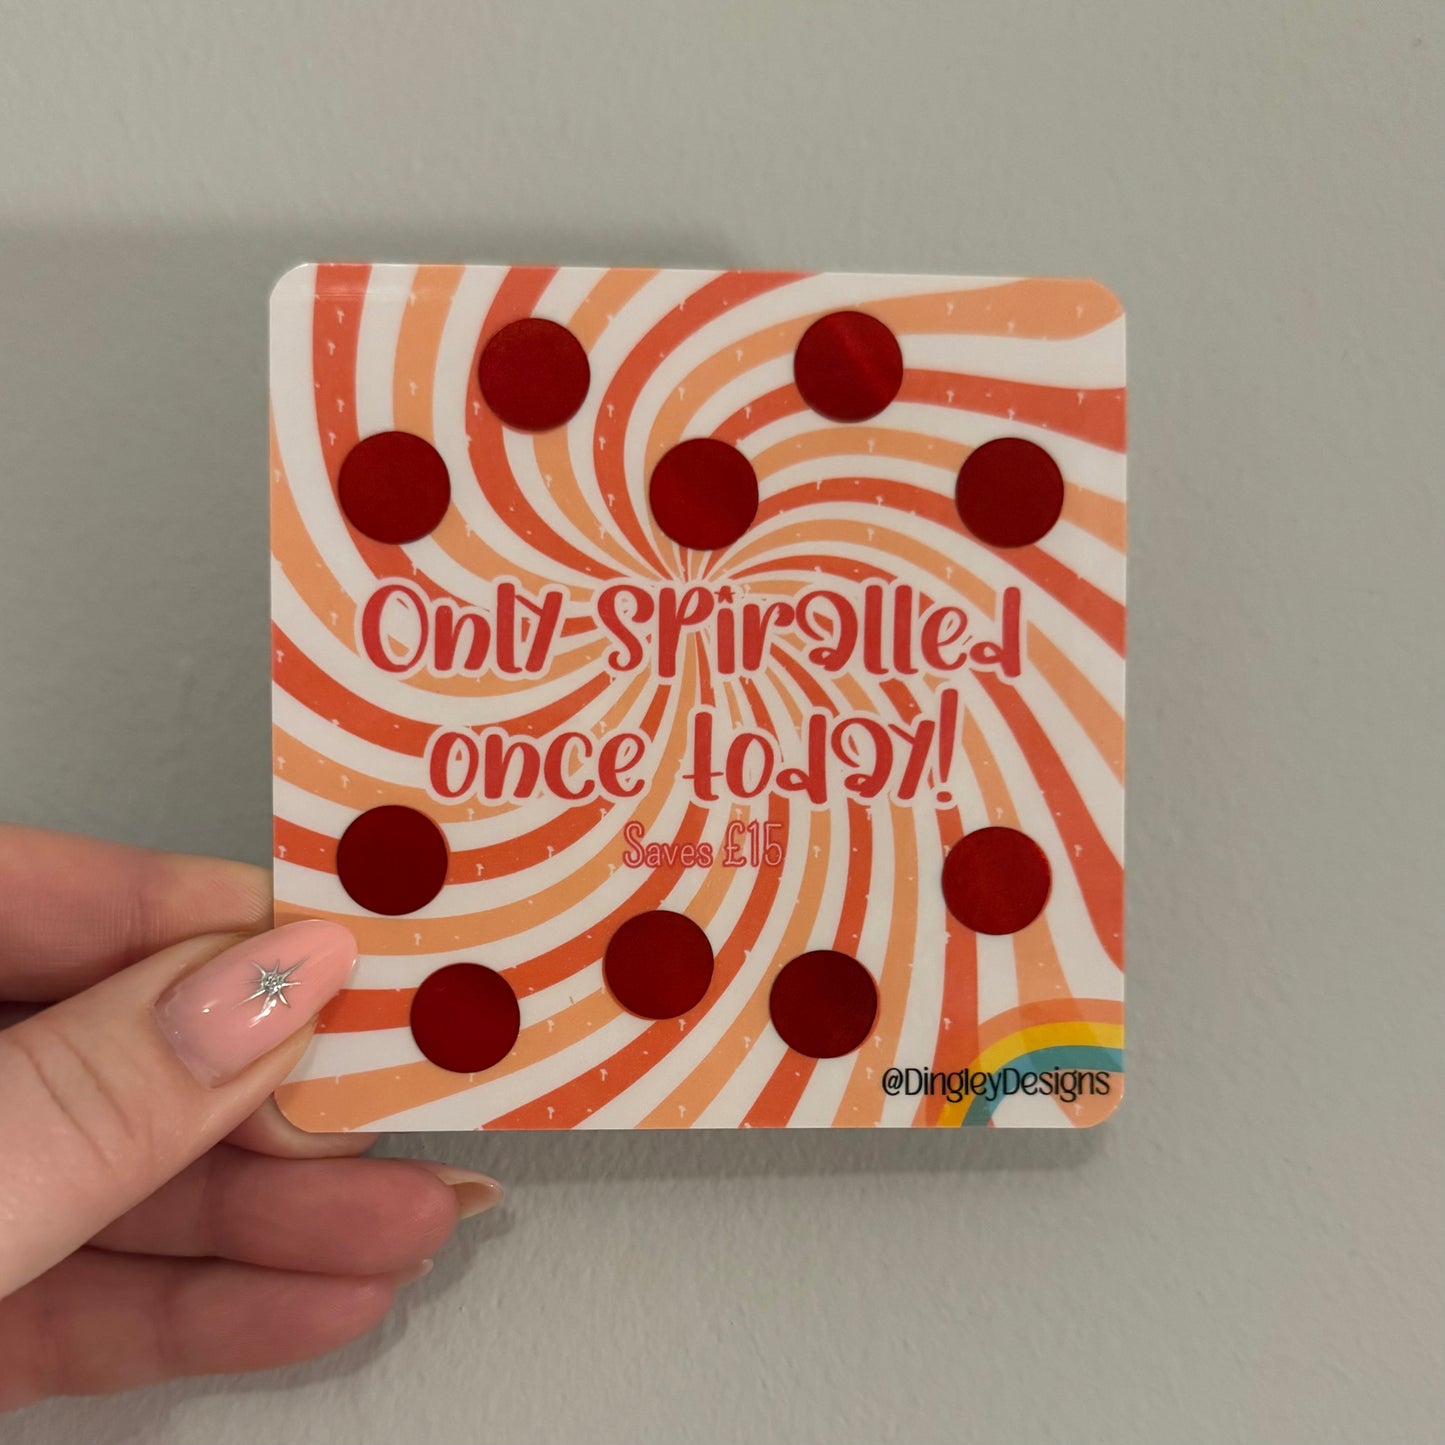 Only spiralled
once today!
Saves £15
@DingleyDesigns